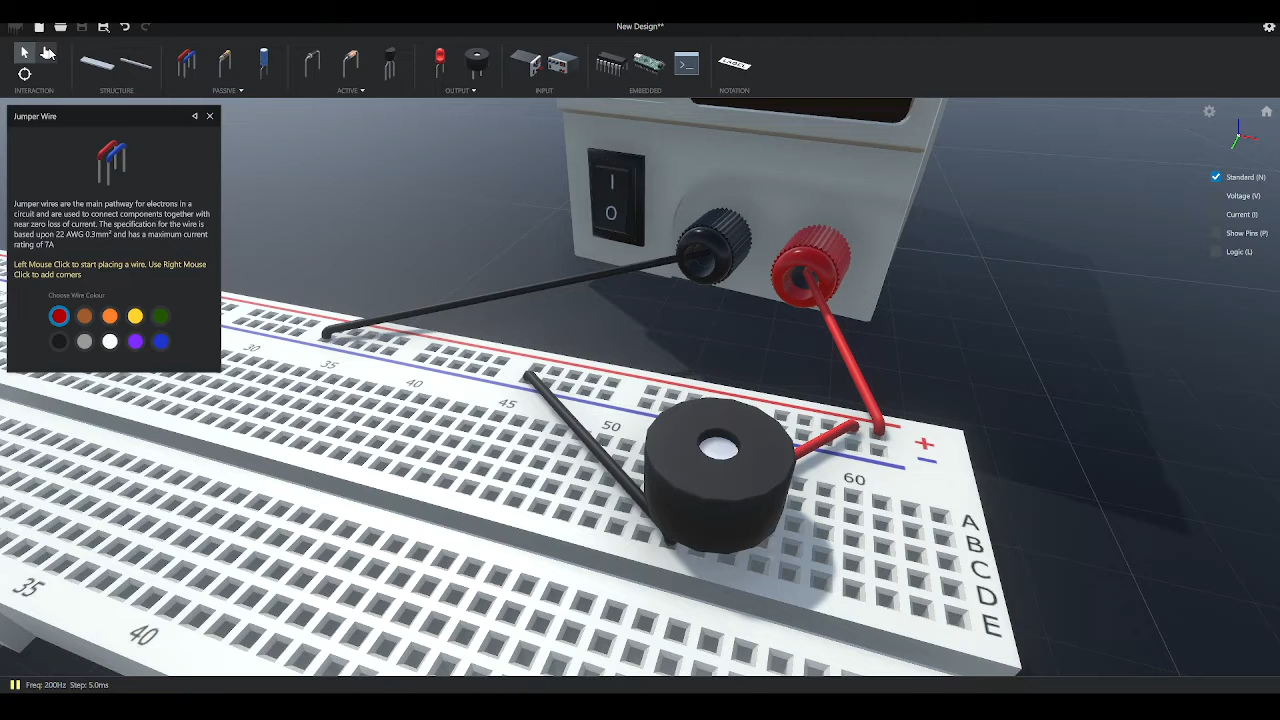 New Design**
INTERACTION
STRUCTURE
PASSIVE
ACTIVE
OUTPUT
INPUT
EMBEDDED
NOTATION
LABEL
>_
Jumper Wire
Jumper wires are the main pathway for electrons in a
circuit and are used to connect components together with
near zero loss of current. The specification for the wire is
based upon 22 AWG 0.3mm² and has a maximum current
rating of 7A
Left Mouse Click to start placing a wire. Use Right Mouse
Click to add corners
Choose Wire Colour
Standard (N)
Voltage (V)
Current (I)
Show Pins (P)
Logic (L)
I
O
30
35
40
45
50
60
+
−
A
B
C
D
E
35
40
Freq: 200Hz Step: 5.0ms